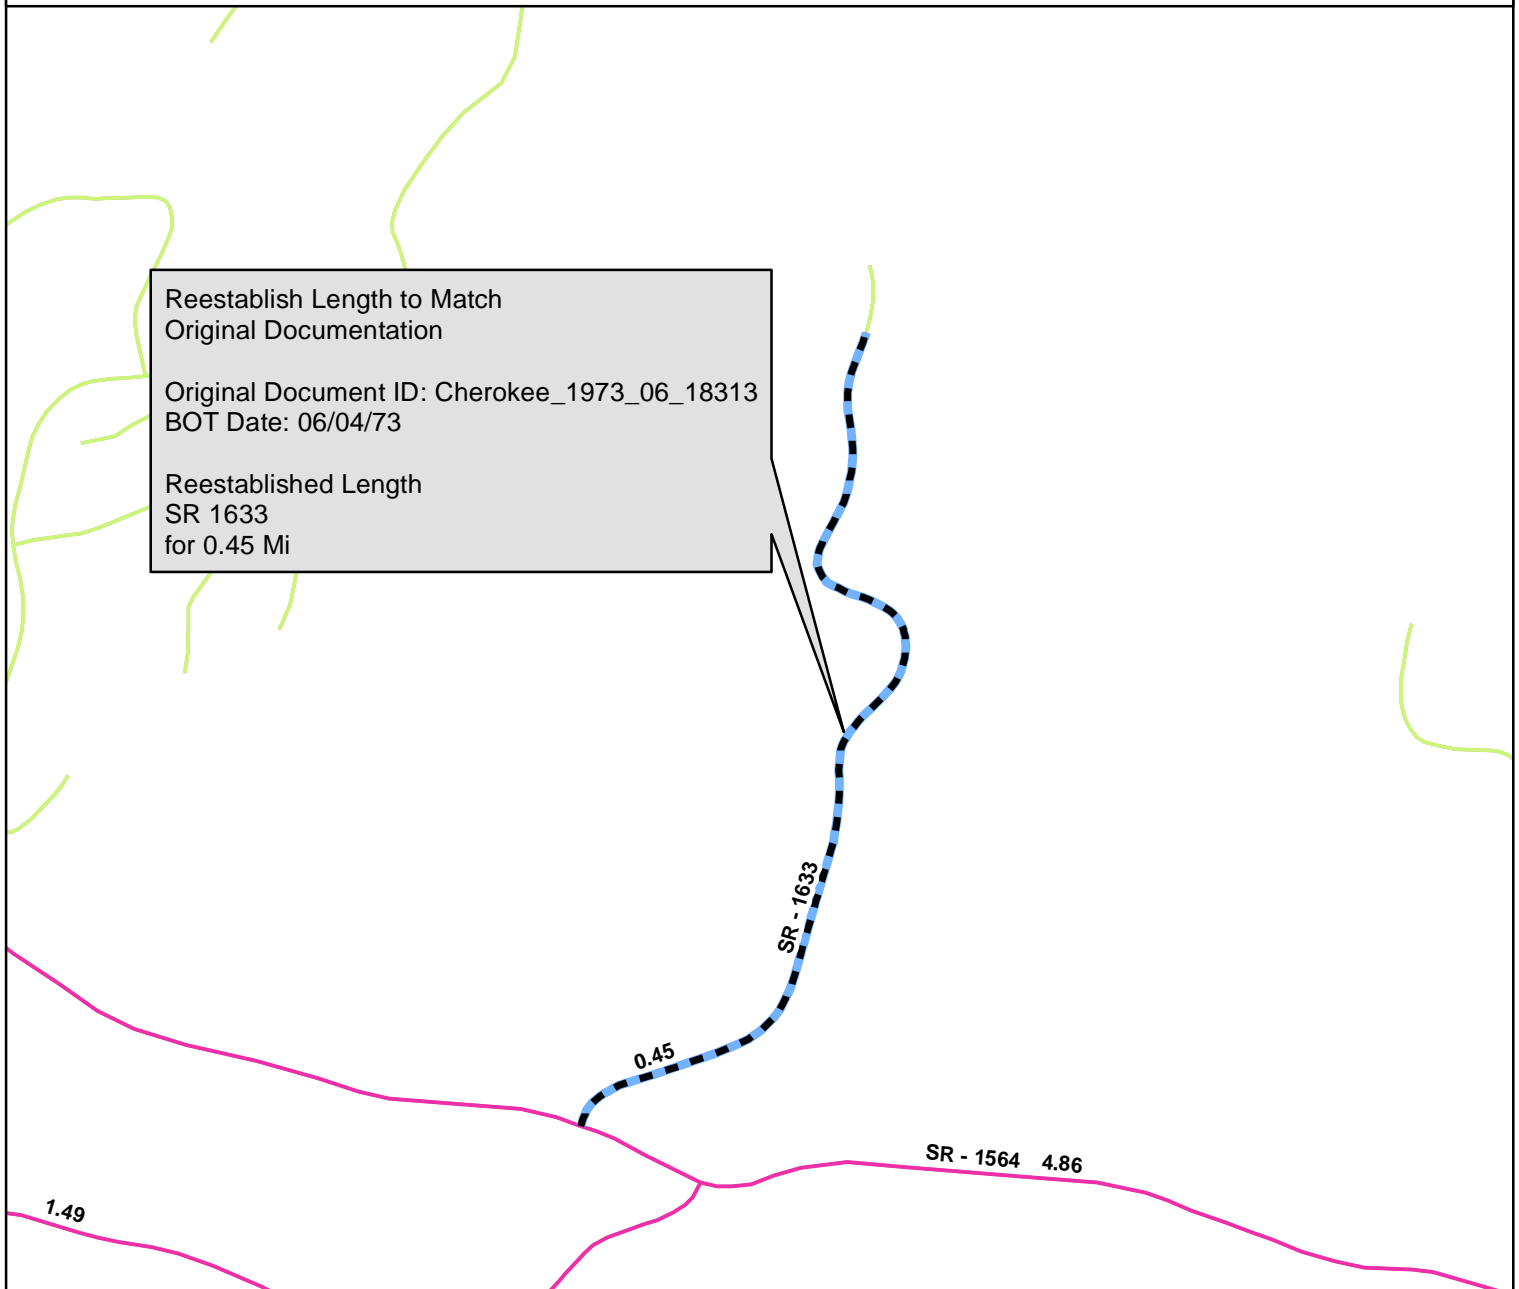 Reestablish Length to Match
Original Documentation
Original Document ID: Cherokee_1973_06_18313
BOT Date: 06/04/73
Reestablished Length
SR 1633
for 0.45 Mi
SR - 1633
0.45
SR - 1564 4.86
1.49